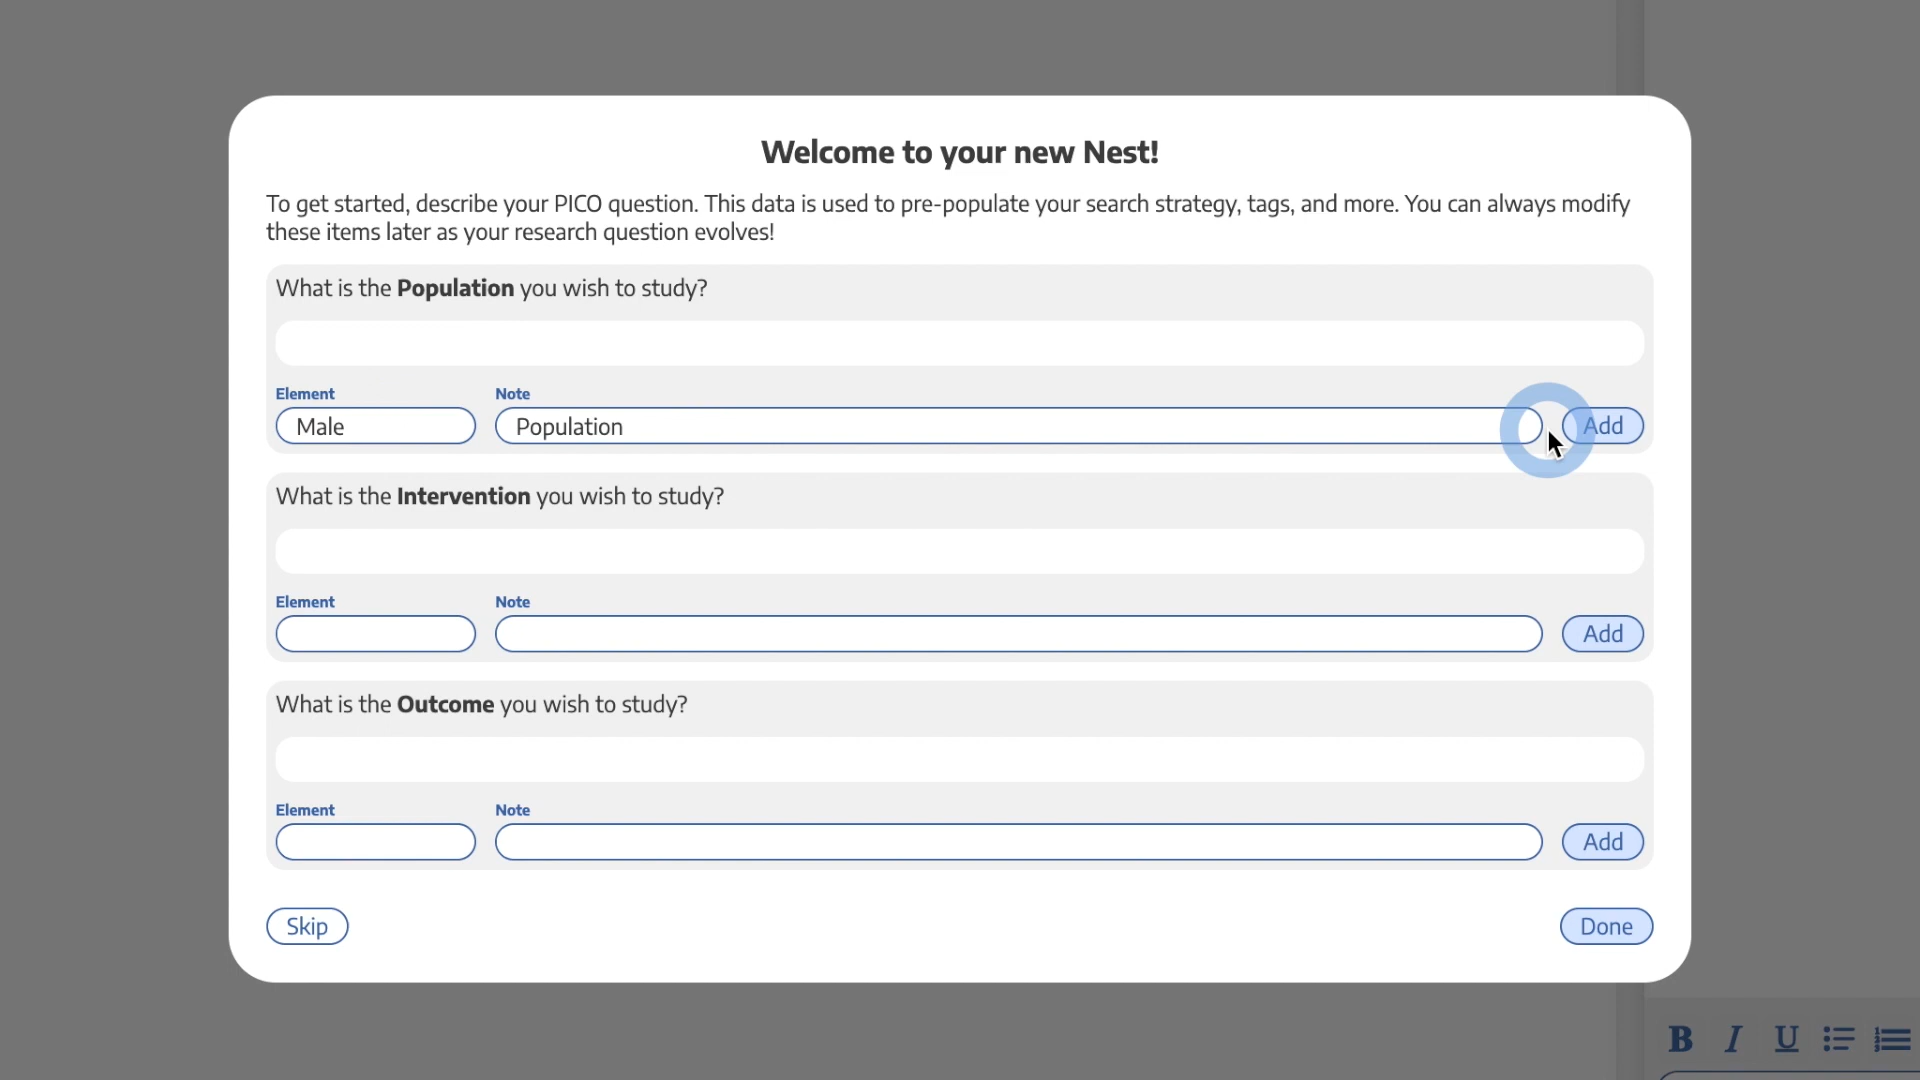 Welcome to your new Nest!
To get started, describe your PICO question. This data is used to pre-populate your search strategy, tags, and more. You can always modify
these items later as your research question evolves!
What is the Population you wish to study?
Element Note
Male Population Add
What is the Intervention you wish to study?
Element Note
Add
What is the Outcome you wish to study?
Element Note
Add
Skip Done
B I U